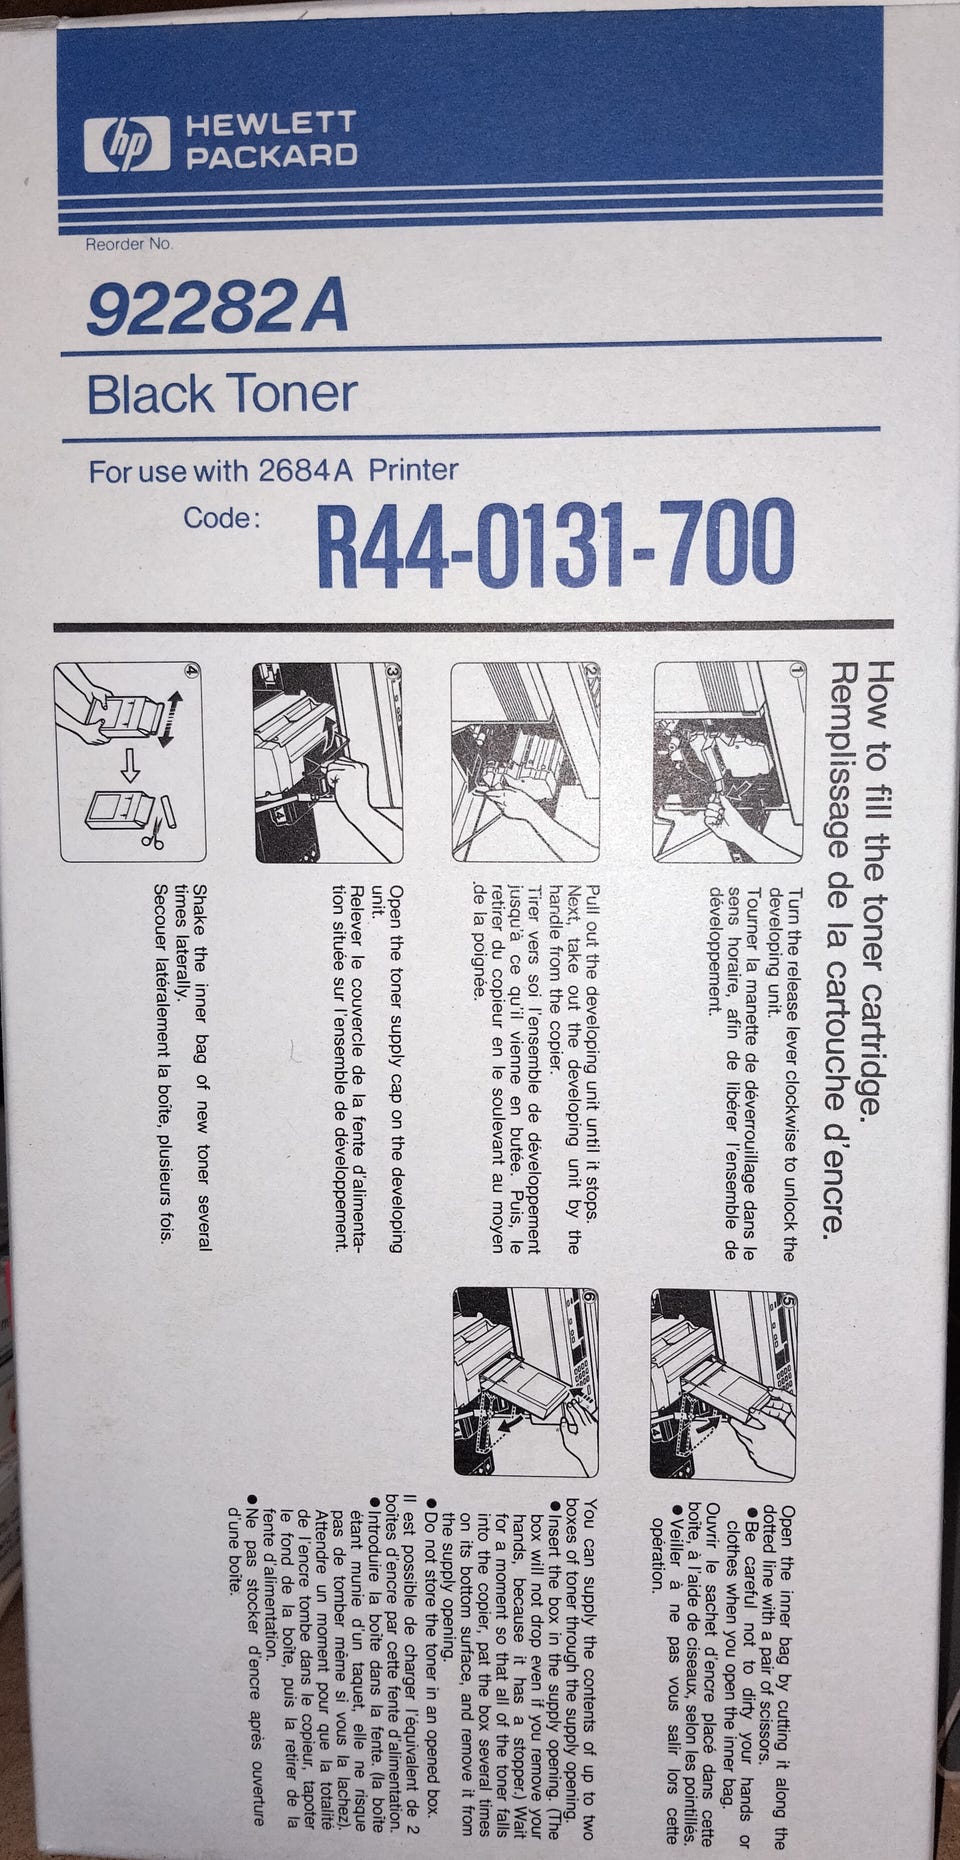 hp
HEWLETT
PACKARD
Reorder No.
92282A
Black Toner
For use with 2684A Printer
Code:
R44-0131-700
How to fill the toner cartridge.
Remplissage de la cartouche d'encre.
1
Turn the release lever clockwise to unlock the
developing unit.
Tourner la manette de déverrouillage dans le
sens horaire, afin de libérer l'ensemble de
développement.
2
Pull out the developing unit until it stops.
Next, take out the developing unit by the
handle from the copier.
Tirer vers soi l'ensemble de développement
jusqu'à ce qu'il vienne en butée. Puis, le
retirer du copieur en le soulevant au moyen
.de la poignée.
3
Open the toner supply cap on the developing
unit.
Relever le couvercle de la fente d'alimenta-
tion située sur l'ensemble de développement.
4
Shake the inner bag of new toner several
times laterally.
Secouer latéralement la boîte, plusieurs fois.
5
Open the inner bag by cutting it along the
dotted line with a pair of scissors.
● Be careful not to dirty your hands or
clothes when you open the inner bag.
Ouvrir le sachet d'encre placé dans cette
boîte, à l'aide de ciseaux, selon les pointillés.
● Veiller à ne pas vous salir lors cette
opération.
6
You can supply the contents of up to two
boxes of toner through the supply opening.
● Insert the box in the supply opening. (The
box will not drop even if you remove your
hands, because it has a stopper.) Wait
for a moment so that all of the toner falls
into the copier, pat the box several times
on its bottom surface, and remove it from
the supply opening.
● Do not store the toner in an opened box.
Il est possible de charger l'équivalent de 2
boîtes d'encre par cette fente d'alimentation.
● Introduire la boîte dans la fente. (la boîte
étant munie d'un taquet, elle ne risque
pas de tomber même si vous la lachez).
Attendre un moment pour que la totalité
de l'encre tombe dans le copieur, tapoter
le fond de la boîte, puis la retirer de la
fente d'alimentation.
● Ne pas stocker d'encre après ouverture
d'une boîte.